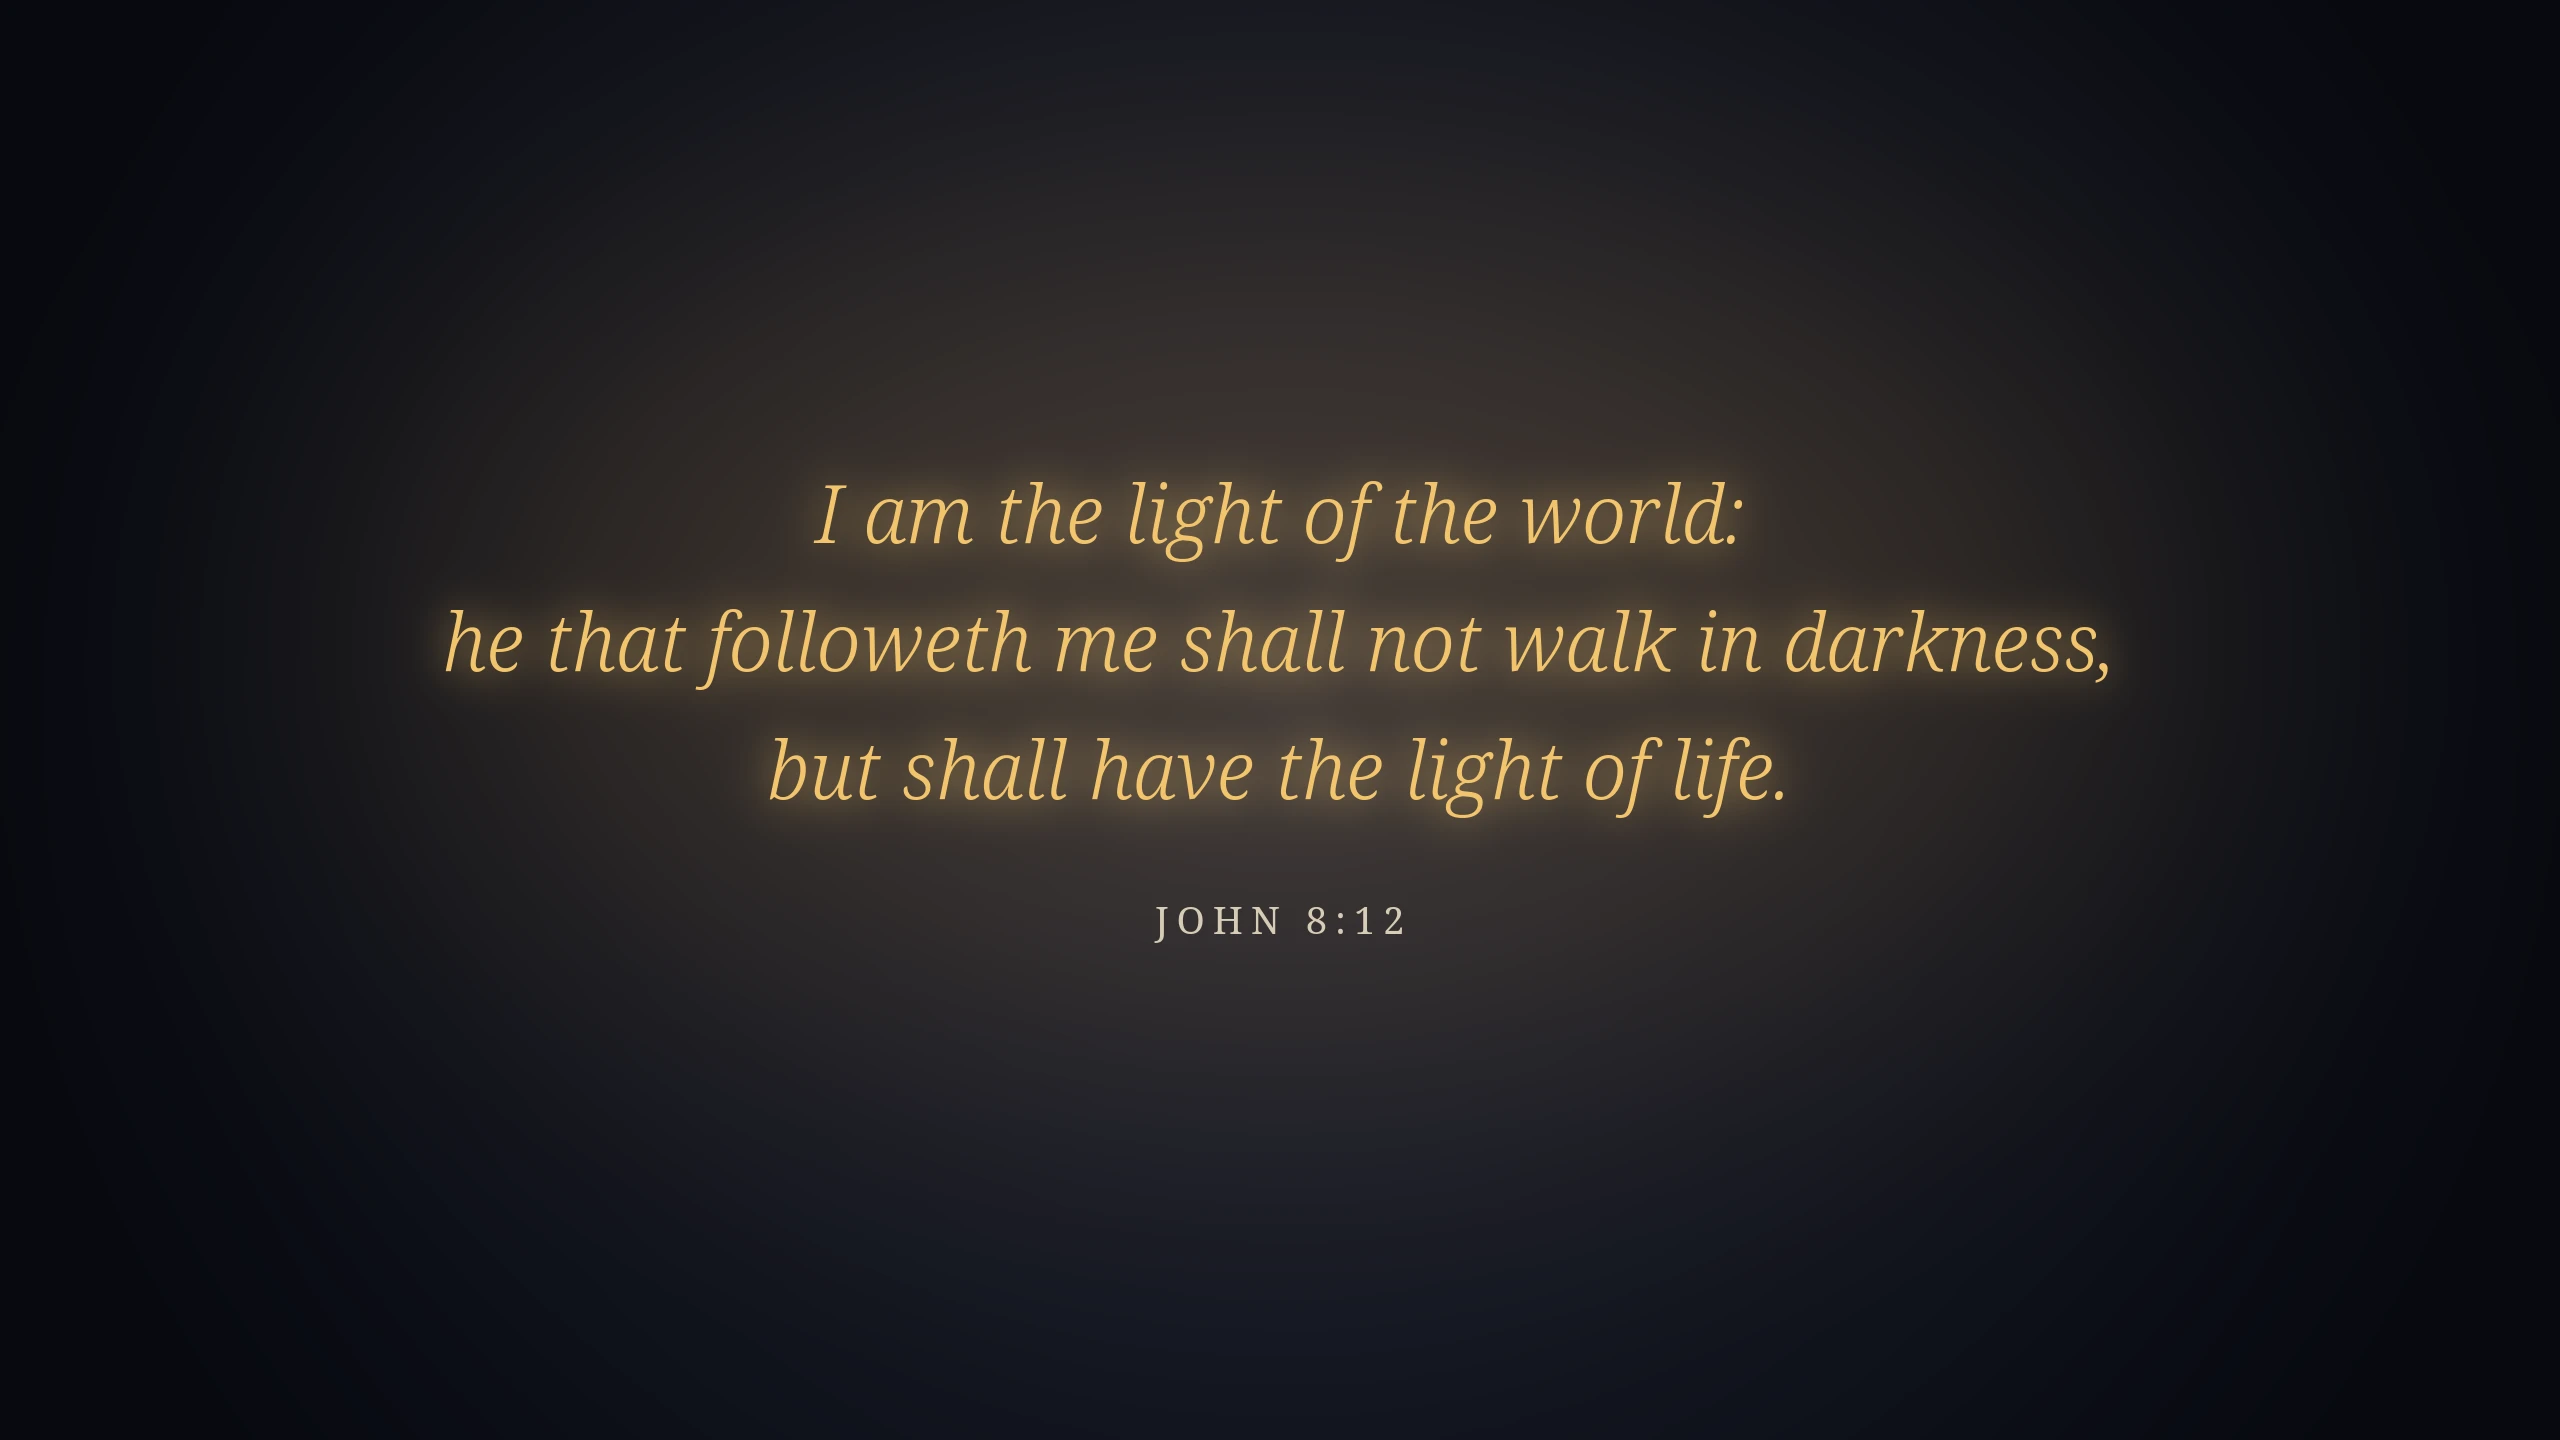 I am the light of the world:
he that followeth me shall not walk in darkness,
but shall have the light of life.
JOHN 8:12